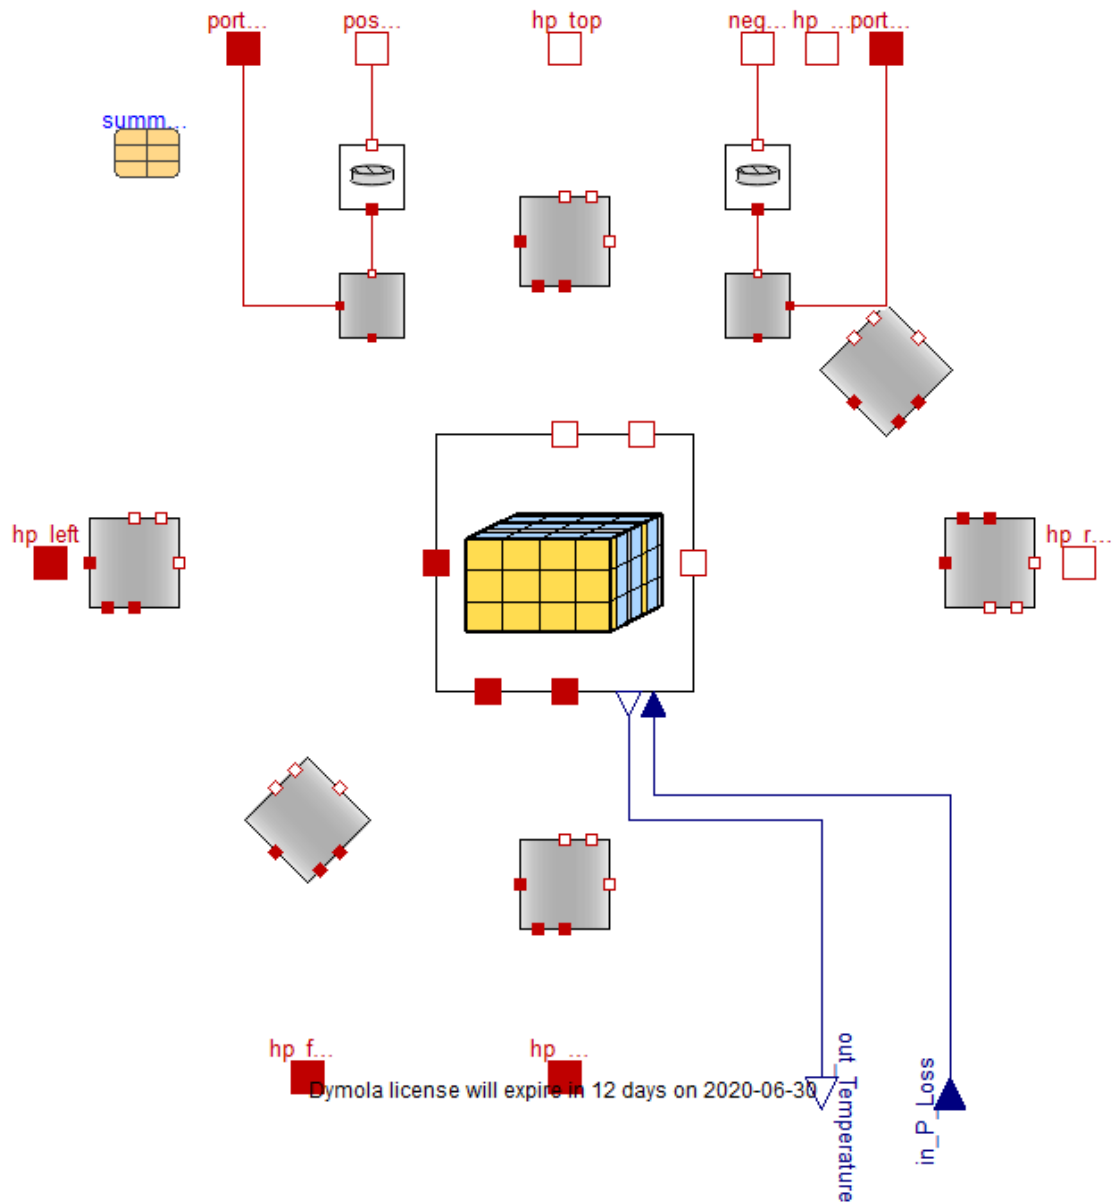 port...
pos...
hp_top
neg...
hp_...
port...
summ...
hp_left
hp_r...
hp_f...
hp_...
Dymola license will expire in 12 days on 2020-06-30
out_Temperature
in_P_Loss